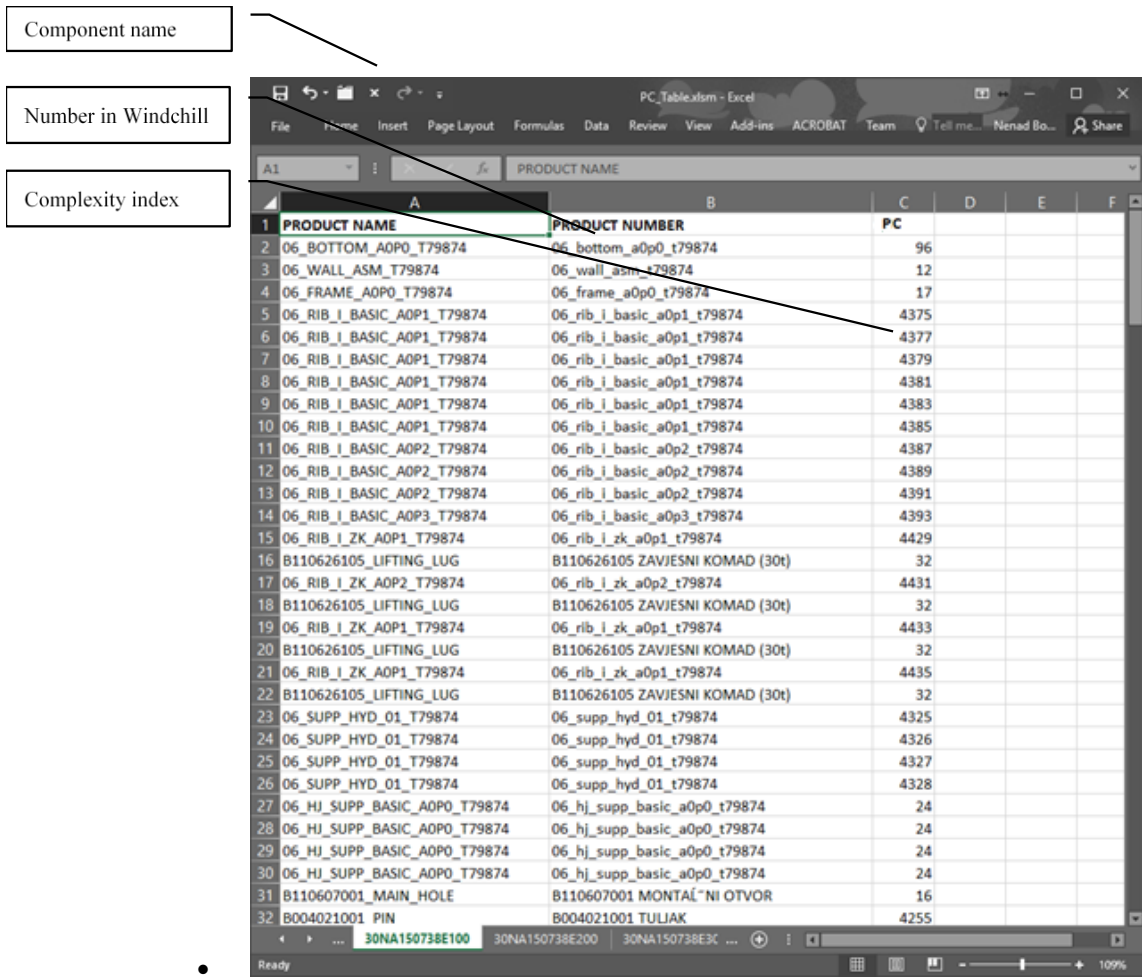 Component name
Number in Windchill
Complexity index
PC_Table.xlsm - Excel
File Home Insert Page Layout Formulas Data Review View Add-ins ACROBAT Team Tell me... Nenad Bo... Share
A1 fx PRODUCT NAME
A B C D E F
1 PRODUCT NAME PRODUCT NUMBER PC
2 06_BOTTOM_A0P0_T79874 06_bottom_a0p0_t79874 96
3 06_WALL_ASM_T79874 06_wall_asm_t79874 12
4 06_FRAME_A0P0_T79874 06_frame_a0p0_t79874 17
5 06_RIB_I_BASIC_A0P1_T79874 06_rib_i_basic_a0p1_t79874 4375
6 06_RIB_I_BASIC_A0P1_T79874 06_rib_i_basic_a0p1_t79874 4377
7 06_RIB_I_BASIC_A0P1_T79874 06_rib_i_basic_a0p1_t79874 4379
8 06_RIB_I_BASIC_A0P1_T79874 06_rib_i_basic_a0p1_t79874 4381
9 06_RIB_I_BASIC_A0P1_T79874 06_rib_i_basic_a0p1_t79874 4383
10 06_RIB_I_BASIC_A0P1_T79874 06_rib_i_basic_a0p1_t79874 4385
11 06_RIB_I_BASIC_A0P2_T79874 06_rib_i_basic_a0p2_t79874 4387
12 06_RIB_I_BASIC_A0P2_T79874 06_rib_i_basic_a0p2_t79874 4389
13 06_RIB_I_BASIC_A0P2_T79874 06_rib_i_basic_a0p2_t79874 4391
14 06_RIB_I_BASIC_A0P3_T79874 06_rib_i_basic_a0p3_t79874 4393
15 06_RIB_I_ZK_A0P1_T79874 06_rib_i_zk_a0p1_t79874 4429
16 B110626105_LIFTING_LUG B110626105 ZAVJESNI KOMAD (30t) 32
17 06_RIB_I_ZK_A0P2_T79874 06_rib_i_zk_a0p2_t79874 4431
18 B110626105_LIFTING_LUG B110626105 ZAVJESNI KOMAD (30t) 32
19 06_RIB_I_ZK_A0P1_T79874 06_rib_i_zk_a0p1_t79874 4433
20 B110626105_LIFTING_LUG B110626105 ZAVJESNI KOMAD (30t) 32
21 06_RIB_I_ZK_A0P1_T79874 06_rib_i_zk_a0p1_t79874 4435
22 B110626105_LIFTING_LUG B110626105 ZAVJESNI KOMAD (30t) 32
23 06_SUPP_HYD_01_T79874 06_supp_hyd_01_t79874 4325
24 06_SUPP_HYD_01_T79874 06_supp_hyd_01_t79874 4326
25 06_SUPP_HYD_01_T79874 06_supp_hyd_01_t79874 4327
26 06_SUPP_HYD_01_T79874 06_supp_hyd_01_t79874 4328
27 06_HJ_SUPP_BASIC_A0P0_T79874 06_hj_supp_basic_a0p0_t79874 24
28 06_HJ_SUPP_BASIC_A0P0_T79874 06_hj_supp_basic_a0p0_t79874 24
29 06_HJ_SUPP_BASIC_A0P0_T79874 06_hj_supp_basic_a0p0_t79874 24
30 06_HJ_SUPP_BASIC_A0P0_T79874 06_hj_supp_basic_a0p0_t79874 24
31 B110607001_MAIN_HOLE B110607001 MONTAĹ˝NI OTVOR 16
32 B004021001_PIN B004021001 TULJAK 4255
... 30NA150738E100 30NA150738E200 30NA150738E3C ...
Ready 109%